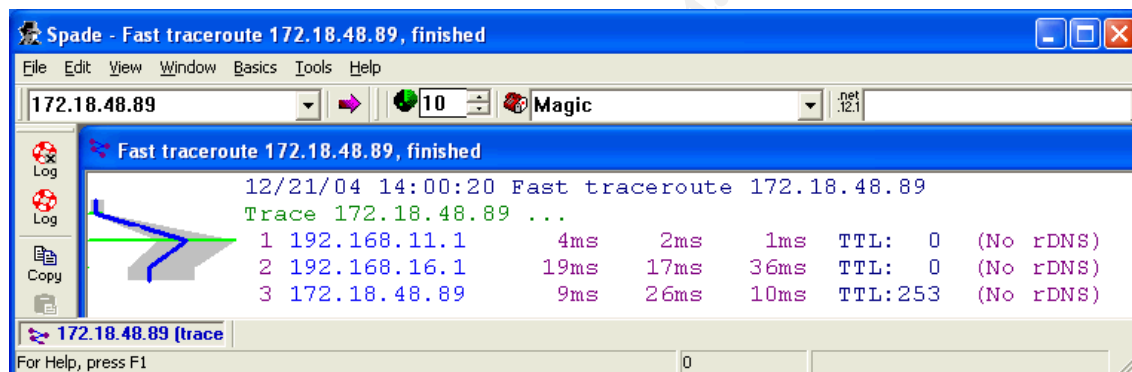 Spade - Fast traceroute 172.18.48.89, finished
File Edit View Window Basics Tools Help
172.18.48.89 10 Magic .net .12.1
Log
Log
Copy
Fast traceroute 172.18.48.89, finished
12/21/04 14:00:20 Fast traceroute 172.18.48.89
Trace 172.18.48.89 ...
1 192.168.11.1 4ms 2ms 1ms TTL: 0 (No rDNS)
2 192.168.16.1 19ms 17ms 36ms TTL: 0 (No rDNS)
3 172.18.48.89 9ms 26ms 10ms TTL:253 (No rDNS)
172.18.48.89 (trace
For Help, press F1 0